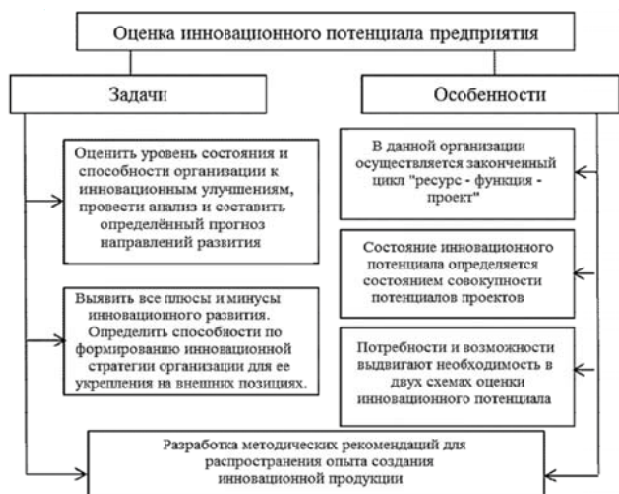 Оценка инновационного потенциала предприятия
Задачи
Особенности
Оценить уровень состояния и
способности организации к
инновационным улучшениям,
провести анализ и составить
определённый прогноз
направлений развития
Выявить все плюсы и минусы
инновационного развития.
Определить способности по
формированию инновационной
стратегии организации для ее
укрепления на внешних позициях.
В данной организации
осуществляется законченный
цикл "ресурс - функция -
проект"
Состояние инновационного
потенциала определяется
состоянием совокупности
потенциалов проектов
Потребности и возможности
выдвигают необходимость в
двух схемах оценки
инновационного потенциала
Разработка методических рекомендаций для
распространения опыта создания
инновационной продукции